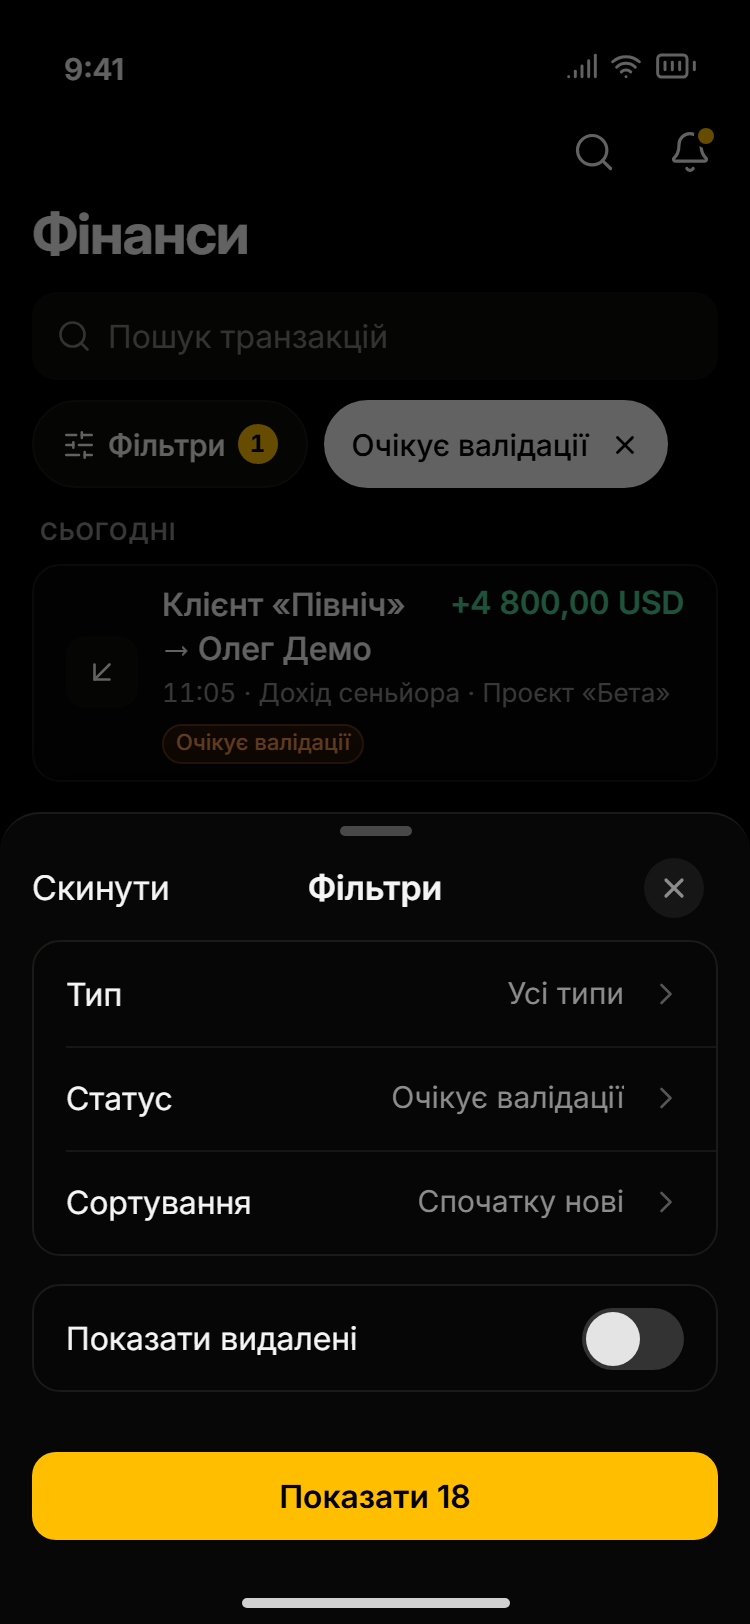 9:41
Фінанси
Пошук транзакцій
Фільтри 1 Очікує валідації
СЬОГОДНІ
Клієнт «Північ» +4 800,00 USD
→ Олег Демо
11:05 · Дохід сеньйора · Проєкт «Бета»
Очікує валідації
Скинути Фільтри
Тип Усі типи
Статус Очікує валідації
Сортування Спочатку нові
Показати видалені
Показати 18